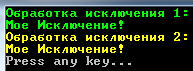 Обработка исключения 1:
Мое Исключение!
Обработка исключения 2:
Мое Исключение!
Press any key...